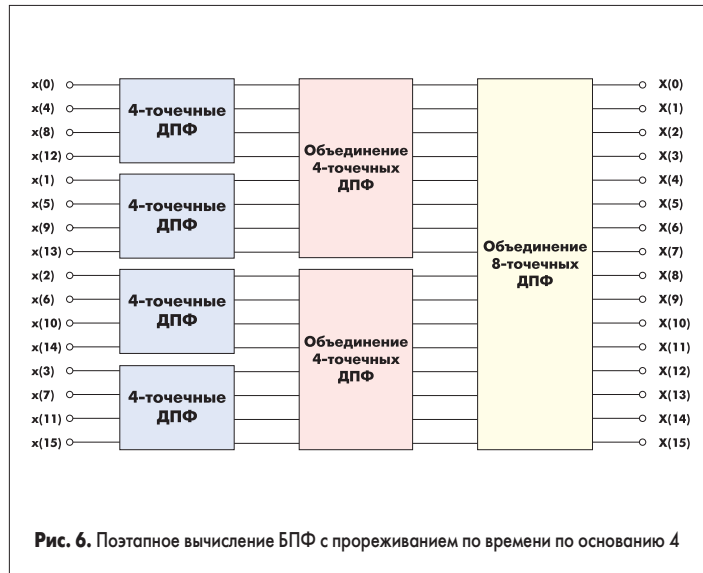 x(0)
x(4)
x(8)
x(12)
x(1)
x(5)
x(9)
x(13)
x(2)
x(6)
x(10)
x(14)
x(3)
x(7)
x(11)
x(15)
4-точечные
ДПФ
4-точечные
ДПФ
4-точечные
ДПФ
4-точечные
ДПФ
Объединение
4-точечных
ДПФ
Объединение
4-точечных
ДПФ
Объединение
8-точечных
ДПФ
X(0)
X(1)
X(2)
X(3)
X(4)
X(5)
X(6)
X(7)
X(8)
X(9)
X(10)
X(11)
X(12)
X(13)
X(14)
X(15)
Рис. 6. Поэтапное вычисление БПФ с прореживанием по времени по основанию 4